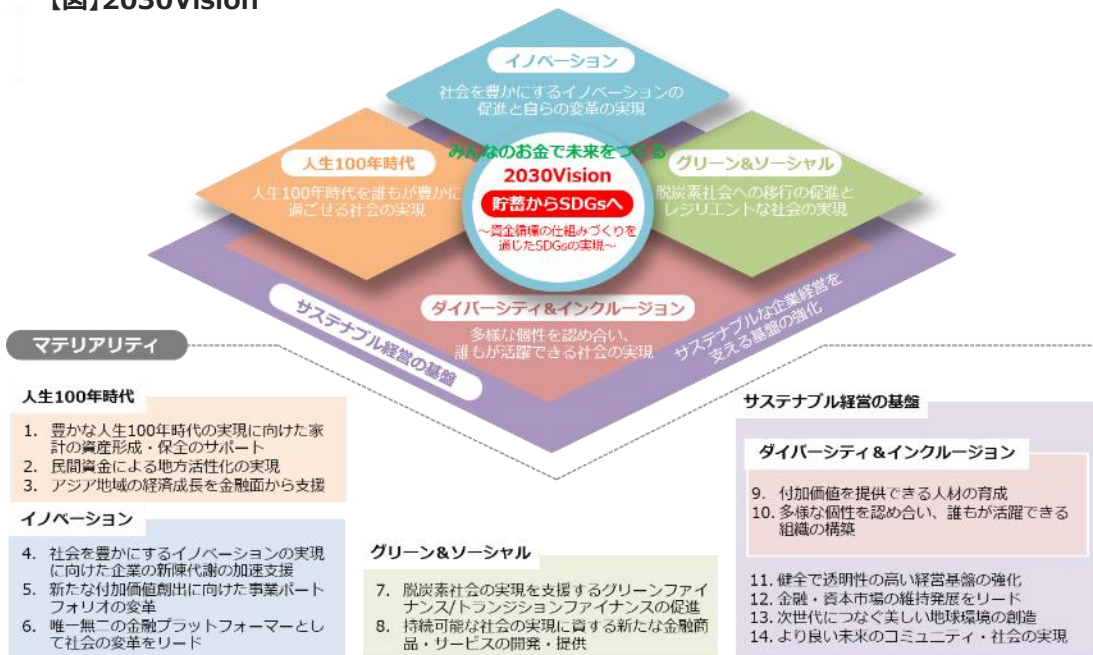 【図】2030Vision
イノベーション
社会を豊かにするイノベーションの
促進と自らの変革の実現
人生100年時代
人生100年時代を誰もが豊かに
過ごせる社会の実現
みんなのお金で未来をつくる
2030Vision
貯蓄からSDGsへ
～資金循環の仕組みづくりを
通じたSDGsの実現～
グリーン&ソーシャル
脱炭素社会への移行の促進と
レジリエントな社会の実現
ダイバーシティ&インクルージョン
多様な個性を認め合い、
誰もが活躍できる社会の実現
サステナブル経営の基盤
サステナブルな企業経営を
支える基盤の強化
マテリアリティ
人生100年時代
1. 豊かな人生100年時代の実現に向けた家
計の資産形成・保全のサポート
2. 民間資金による地方活性化の実現
3. アジア地域の経済成長を金融面から支援
イノベーション
4. 社会を豊かにするイノベーションの実現
に向けた企業の新陳代謝の加速支援
5. 新たな付加価値創出に向けた事業ポート
フォリオの変革
6. 唯一無二の金融プラットフォーマーとし
て社会の変革をリード
グリーン&ソーシャル
7. 脱炭素社会の実現を支援するグリーンファイ
ナンス/トランジションファイナンスの促進
8. 持続可能な社会の実現に資する新たな金融商
品・サービスの開発・提供
サステナブル経営の基盤
ダイバーシティ&インクルージョン
9. 付加価値を提供できる人材の育成
10. 多様な個性を認め合い、誰もが活躍できる
組織の構築
11. 健全で透明性の高い経営基盤の強化
12. 金融・資本市場の維持発展をリード
13. 次世代につなぐ美しい地球環境の創造
14. より良い未来のコミュニティ・社会の実現